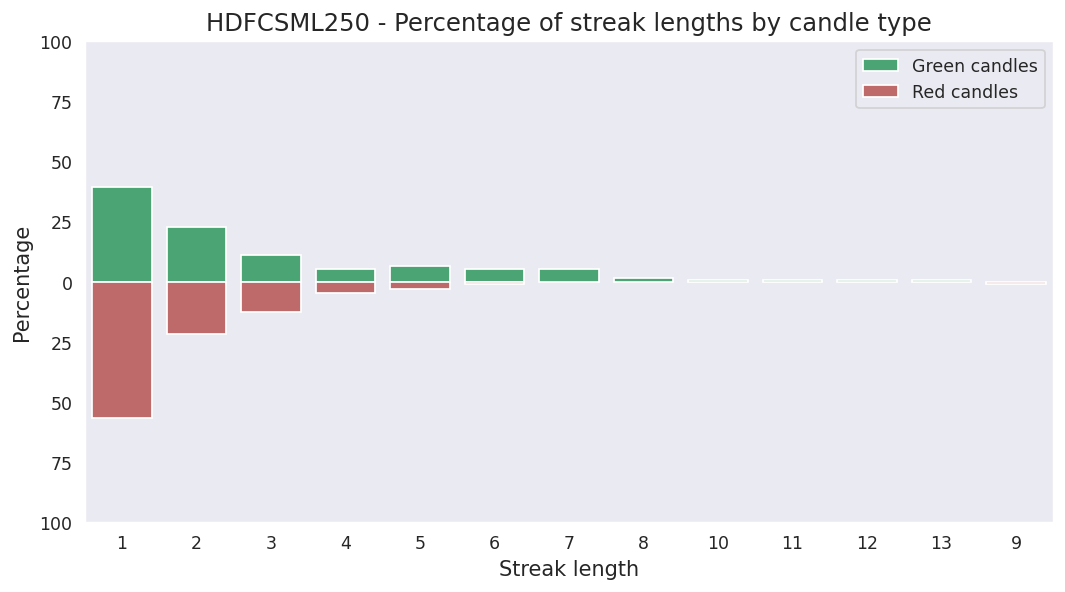 HDFCSML250 - Percentage of streak lengths by candle type
Green candles
Red candles
Percentage
100
75
50
25
0
25
50
75
100
1 2 3 4 5 6 7 8 10 11 12 13 9
Streak length